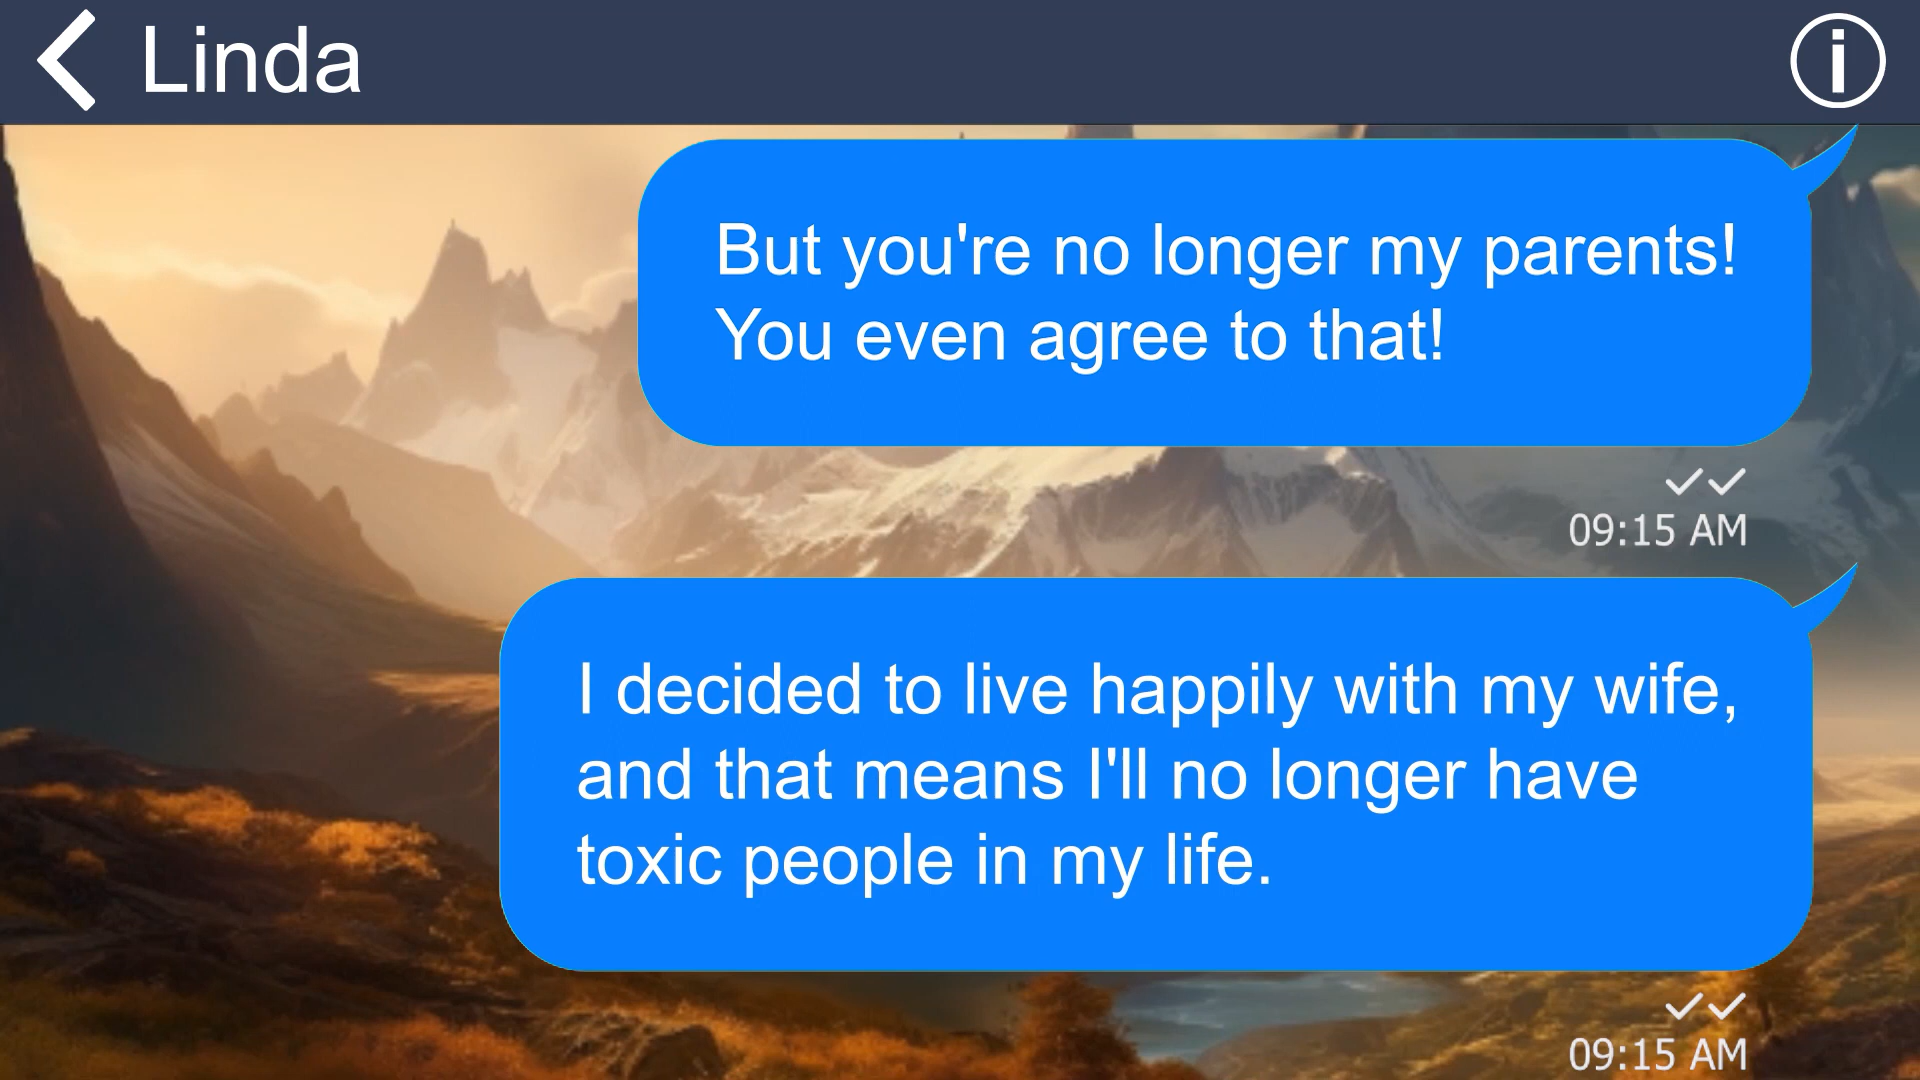 Linda
But you're no longer my parents!
You even agree to that!
09:15 AM
I decided to live happily with my wife,
and that means I'll no longer have
toxic people in my life.
09:15 AM